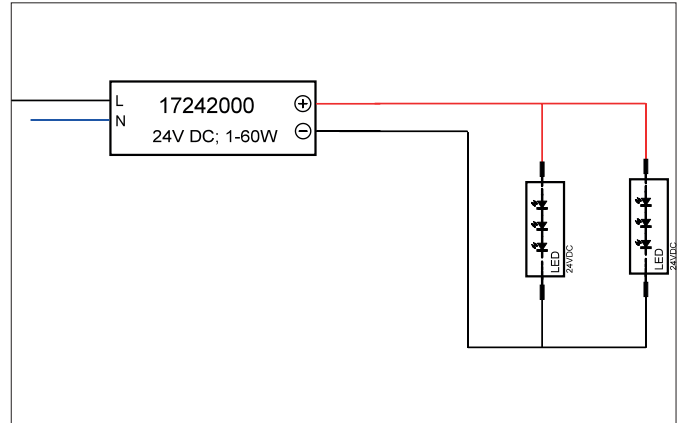 L
17242000
+
N
24V DC; 1-60W
−
LED
24VDC
LED
24VDC